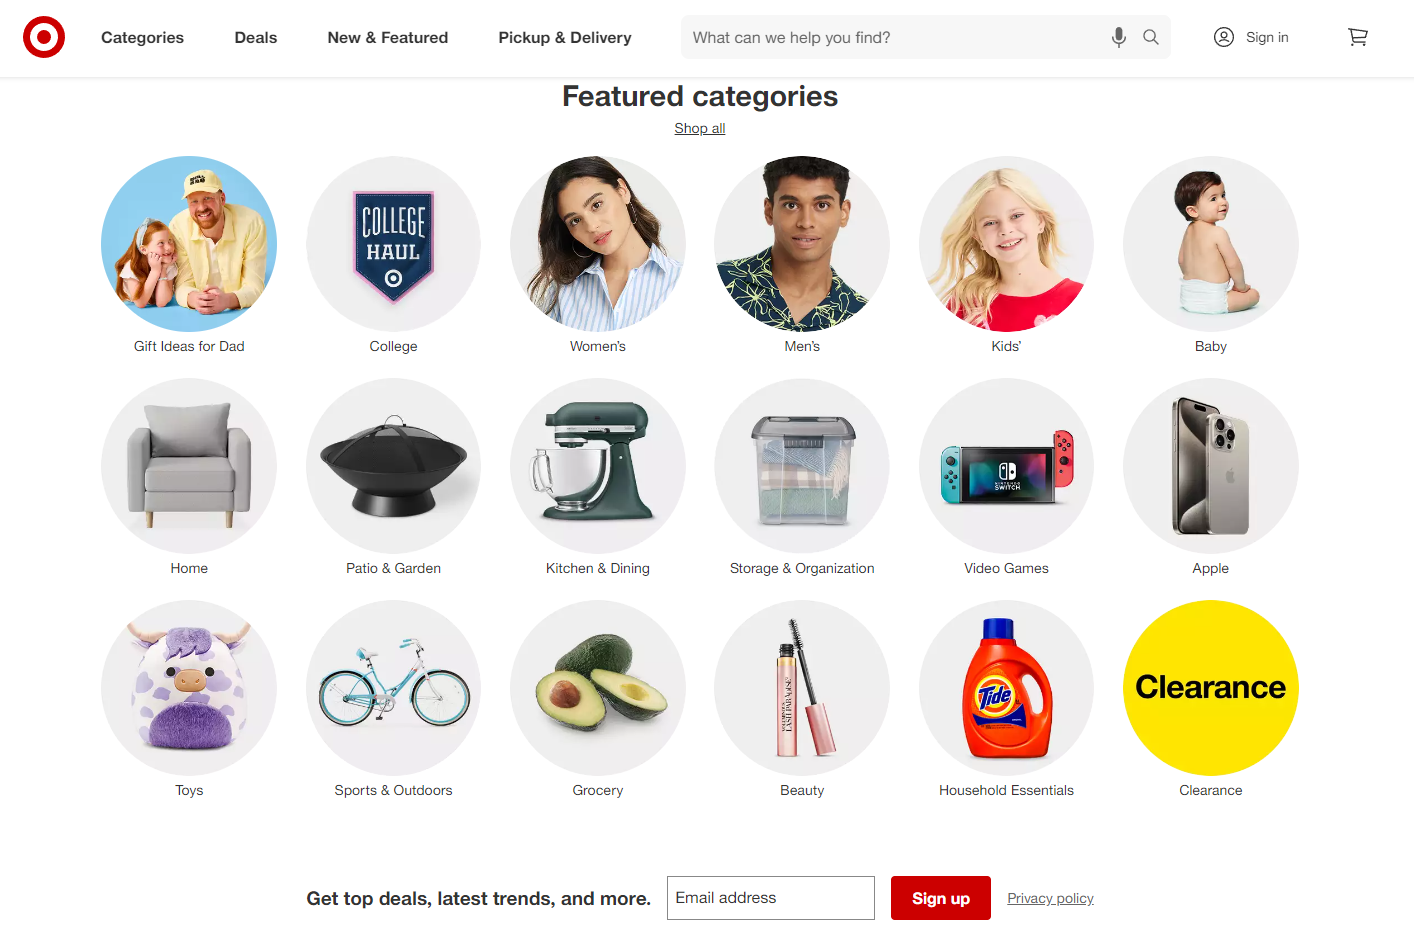 Categories
Deals
New & Featured
Pickup & Delivery
What can we help you find?
Sign in
Featured categories
Shop all
COLLEGE
HAUL
Gift Ideas for Dad
College
Women's
Men's
Kids'
Baby
NINTENDO
SWITCH
Home
Patio & Garden
Kitchen & Dining
Storage & Organization
Video Games
Apple
LASH PARADISE
Tide
Clearance
Toys
Sports & Outdoors
Grocery
Beauty
Household Essentials
Clearance
Get top deals, latest trends, and more.
Email address
Sign up
Privacy policy